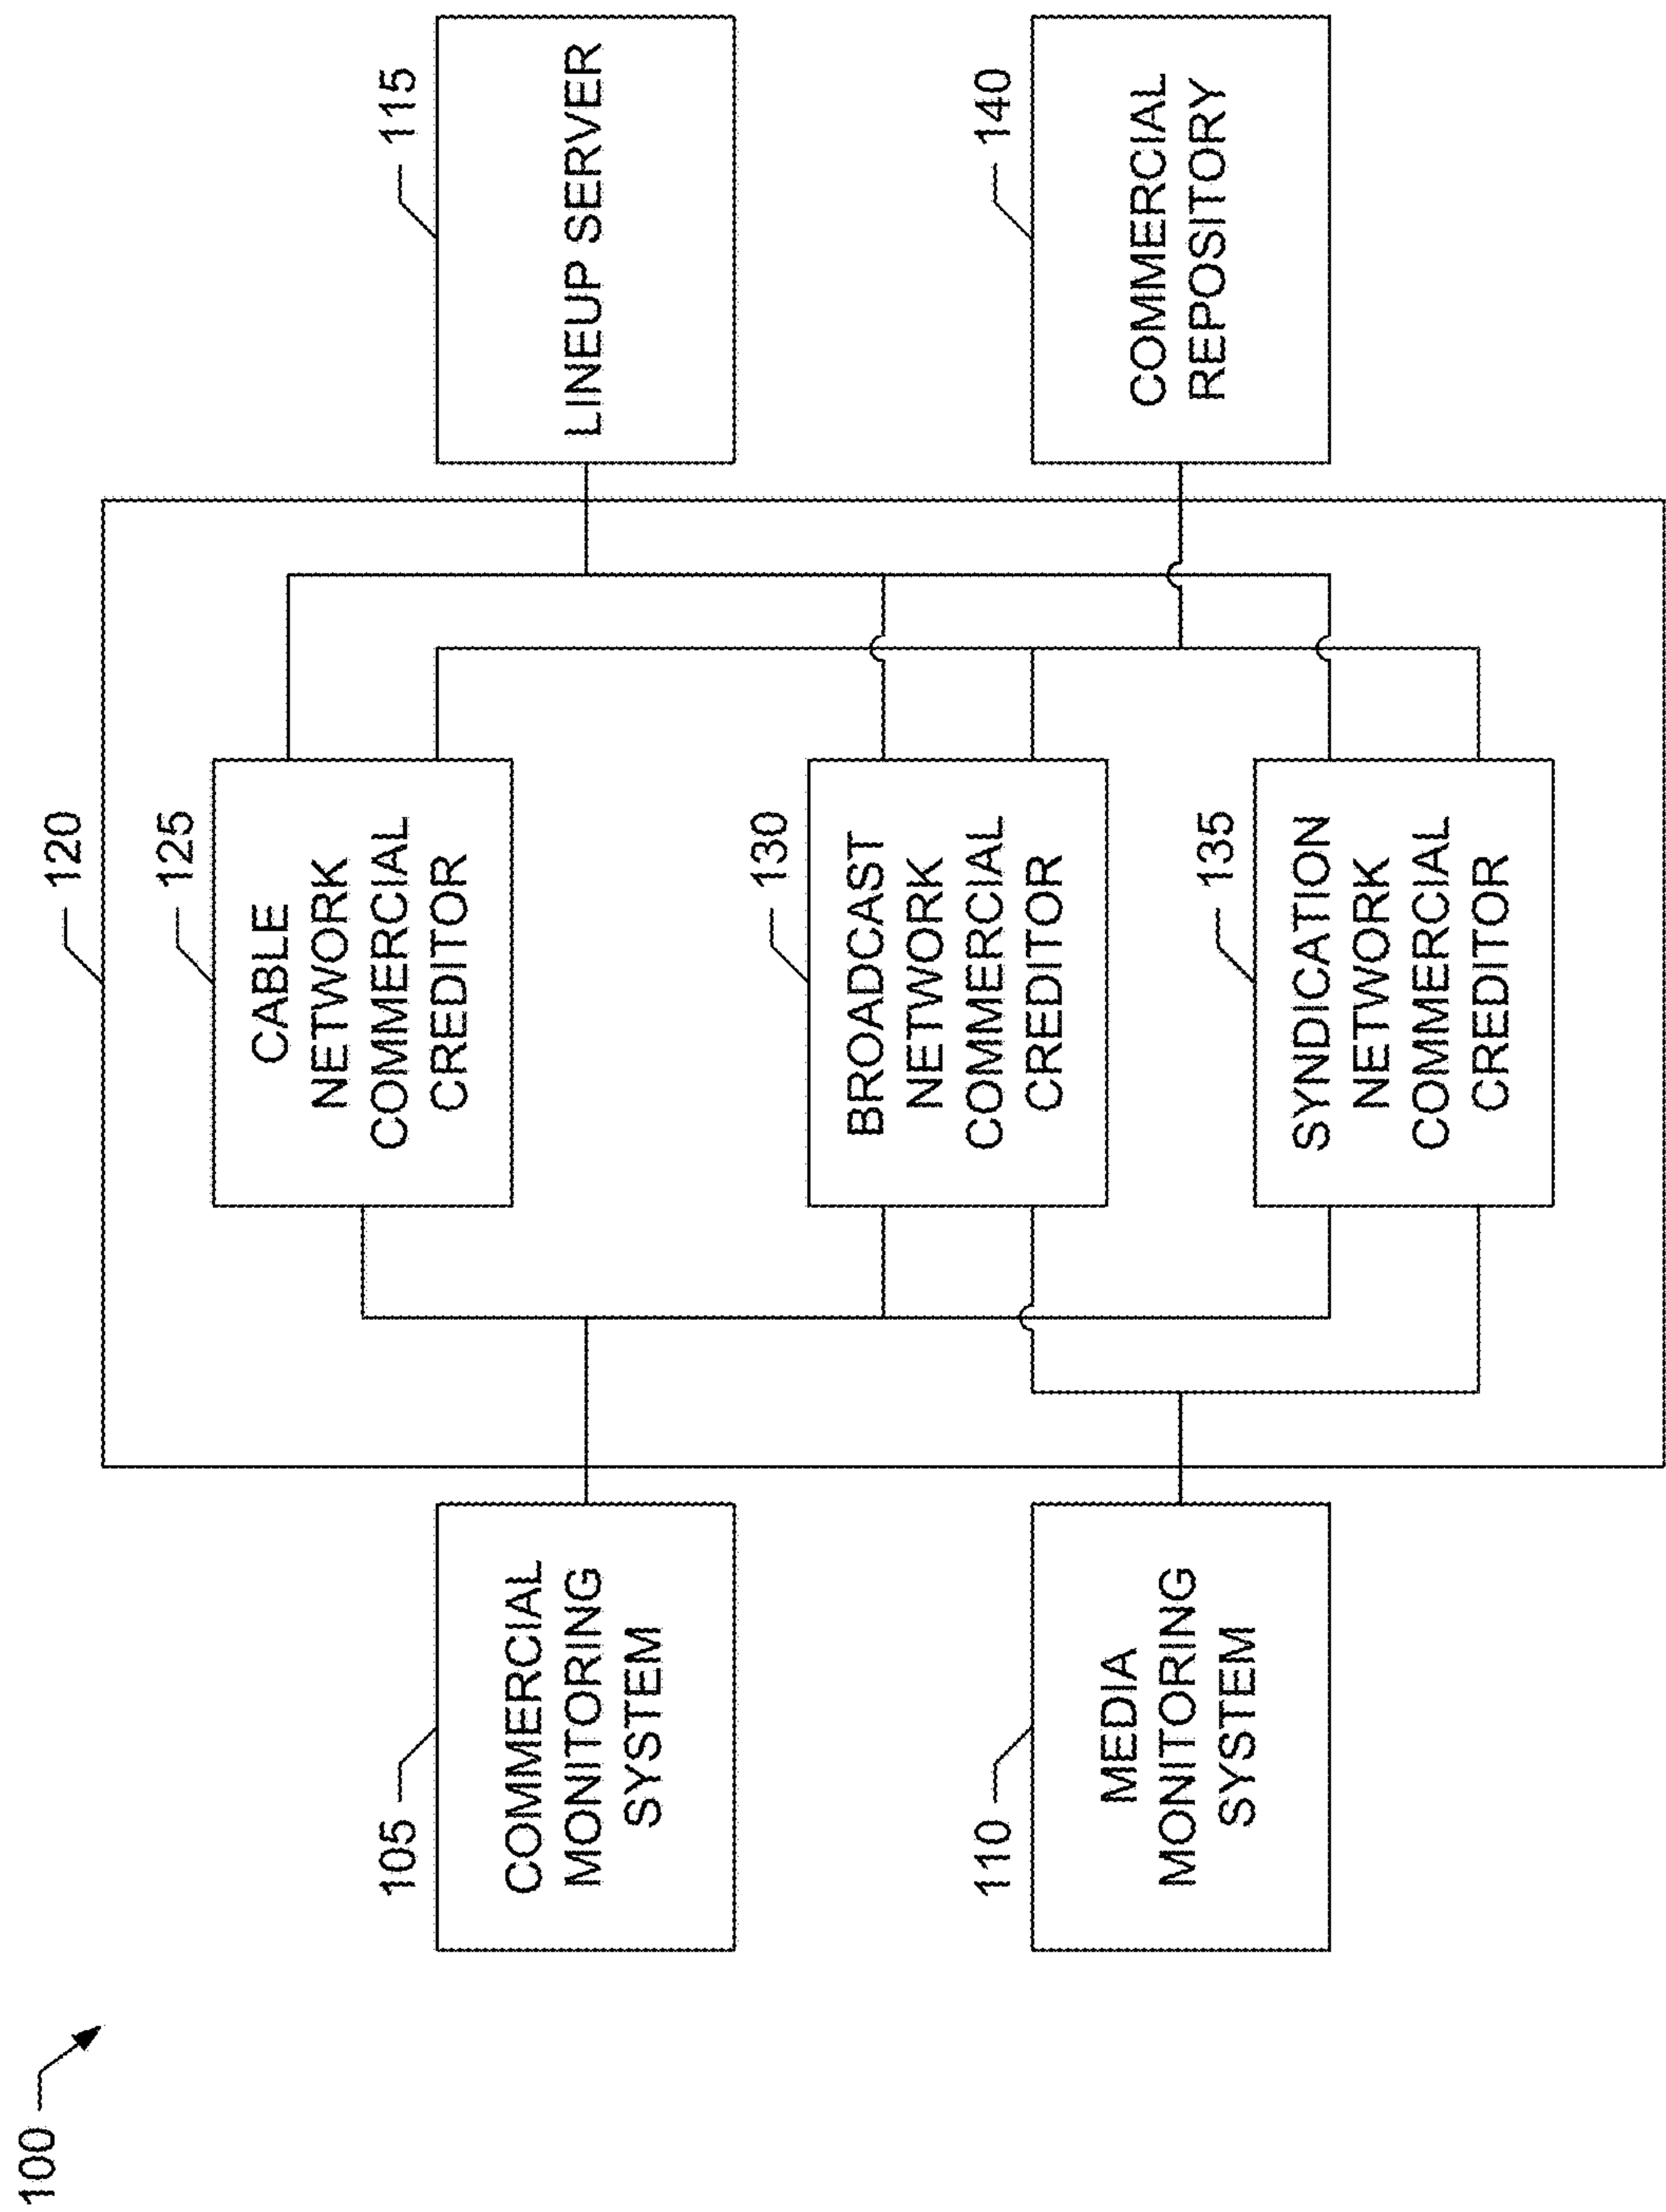 100
120
105
COMMERCIAL
MONITORING
SYSTEM
125
CABLE
NETWORK
COMMERCIAL
CREDITOR
115
LINEUP SERVER
110
MEDIA
MONITORING
SYSTEM
130
BROADCAST
NETWORK
COMMERCIAL
CREDITOR
140
COMMERCIAL
REPOSITORY
135
SYNDICATION
NETWORK
COMMERCIAL
CREDITOR